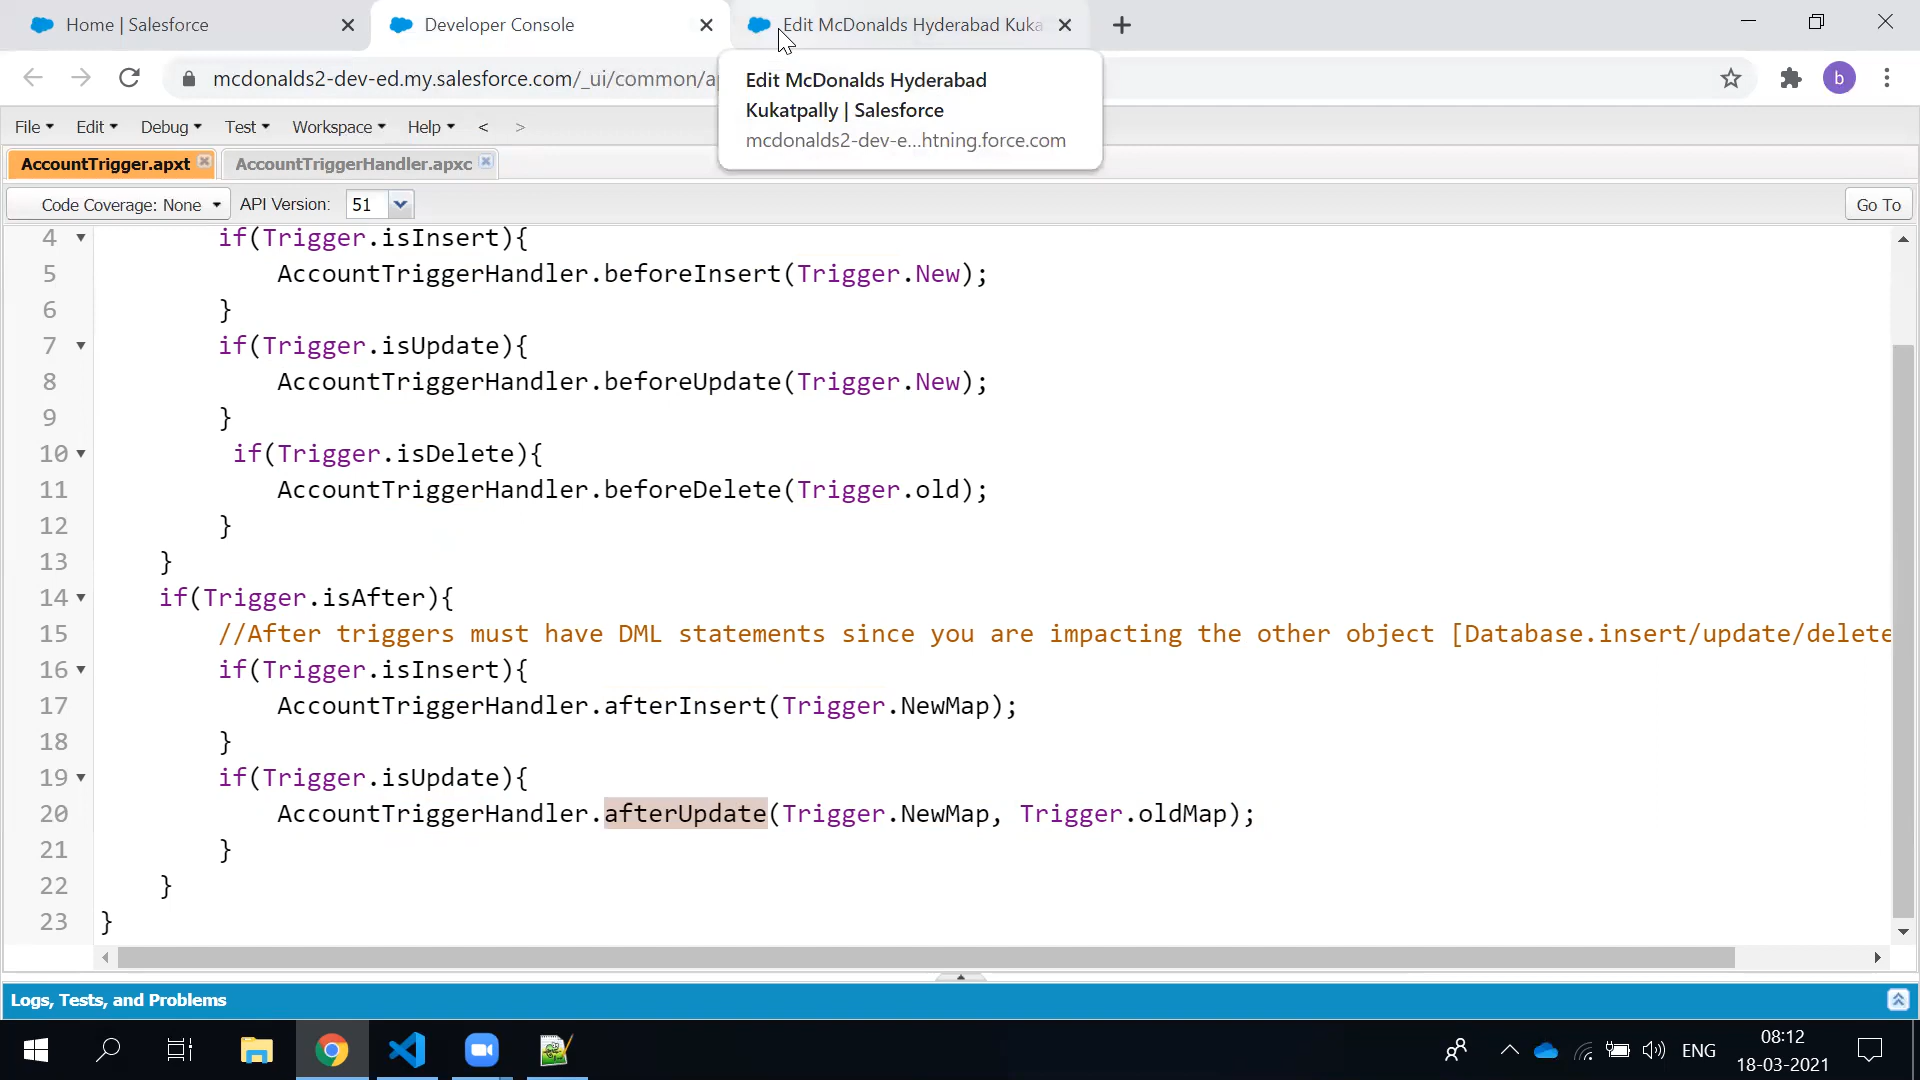 Home | Salesforce
Developer Console
Edit McDonalds Hyderabad Kuka
mcdonalds2-dev-ed.my.salesforce.com/_ui/common/ap
b
Edit McDonalds Hyderabad
Kukatpally | Salesforce
mcdonalds2-dev-e...htning.force.com
File Edit Debug Test Workspace Help < >
AccountTrigger.apxt
AccountTriggerHandler.apxc
Code Coverage: None API Version: 51 Go To
4 if(Trigger.isInsert){
5 AccountTriggerHandler.beforeInsert(Trigger.New);
6 }
7 if(Trigger.isUpdate){
8 AccountTriggerHandler.beforeUpdate(Trigger.New);
9 }
10 if(Trigger.isDelete){
11 AccountTriggerHandler.beforeDelete(Trigger.old);
12 }
13 }
14 if(Trigger.isAfter){
15 //After triggers must have DML statements since you are impacting the other object [Database.insert/update/delete
16 if(Trigger.isInsert){
17 AccountTriggerHandler.afterInsert(Trigger.NewMap);
18 }
19 if(Trigger.isUpdate){
20 AccountTriggerHandler.afterUpdate(Trigger.NewMap, Trigger.oldMap);
21 }
22 }
23 }
Logs, Tests, and Problems
ENG
08:12
18-03-2021